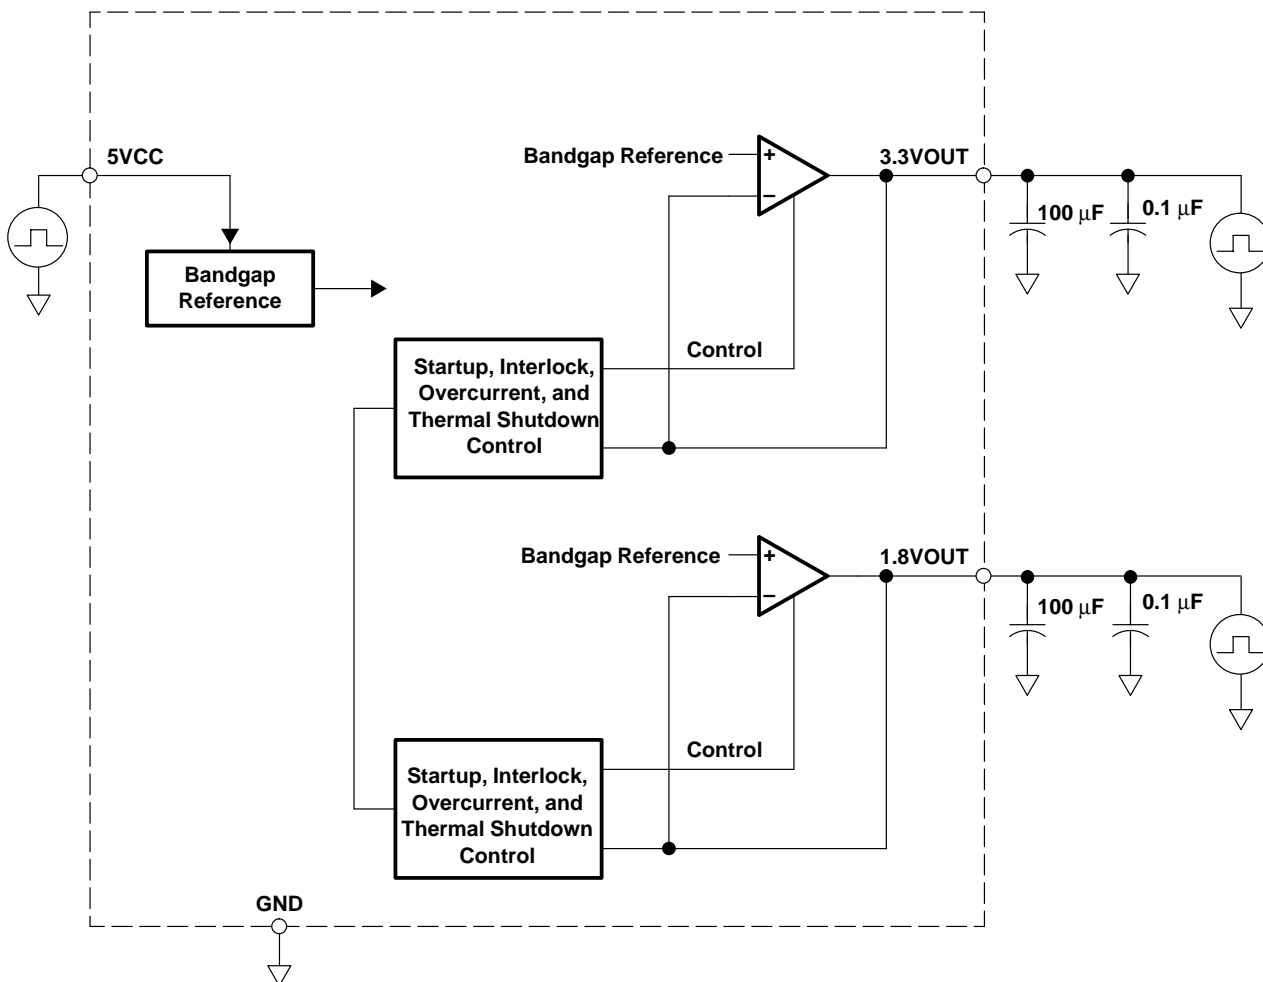 5VCC
Bandgap Reference
+
−
3.3VOUT
100 μF
0.1 μF
Bandgap
Reference
Control
Startup, Interlock,
Overcurrent, and
Thermal Shutdown
Control
Bandgap Reference
+
−
1.8VOUT
100 μF
0.1 μF
Control
Startup, Interlock,
Overcurrent, and
Thermal Shutdown
Control
GND